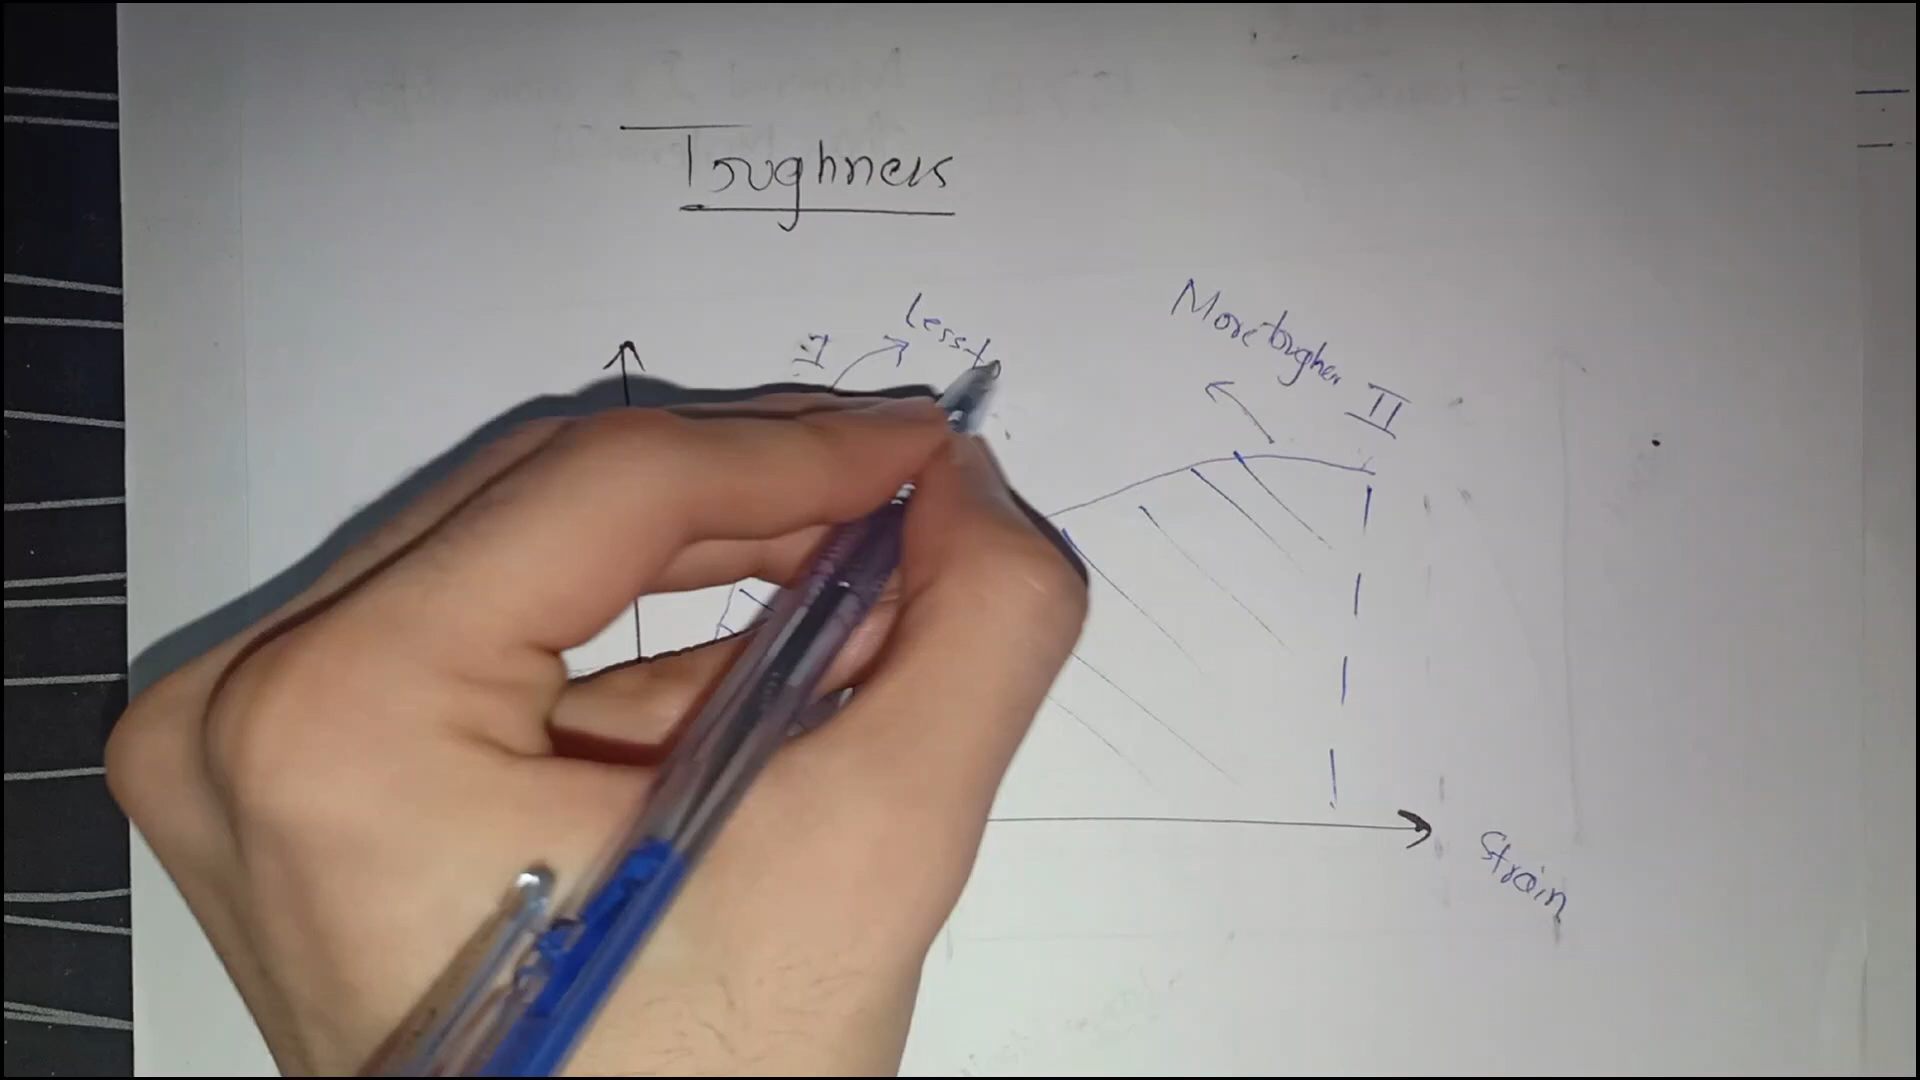 Toughness
I
Less to
More tougher
II
Strain